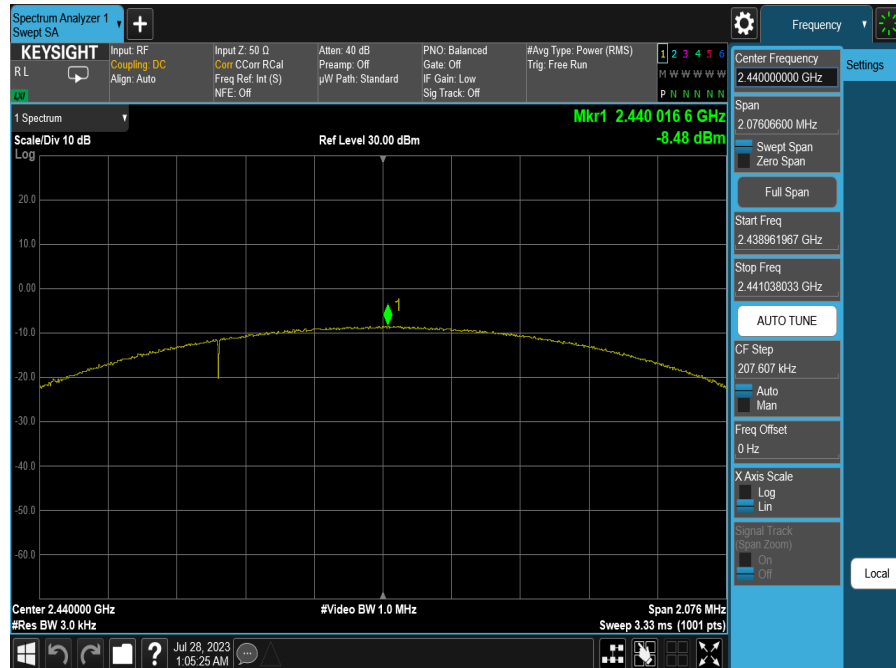 Spectrum Analyzer 1
Swept SA
+
Frequency
KEYSIGHT
R L
LXI
Input: RF
Coupling: DC
Align: Auto
Input Z: 50 Ω
Corr CCorr RCal
Freq Ref: Int (S)
NFE: Off
Atten: 40 dB
Preamp: Off
µW Path: Standard
PNO: Balanced
Gate: Off
IF Gain: Low
Sig Track: Off
#Avg Type: Power (RMS)
Trig: Free Run
1 2 3 4 5 6
M W W W W W
P N N N N N
1 Spectrum
Scale/Div 10 dB
Log
Ref Level 30.00 dBm
Mkr1 2.440 016 6 GHz
-8.48 dBm
20.0
10.0
0.00
-10.0
-20.0
-30.0
-40.0
-50.0
-60.0
1
Center 2.440000 GHz
#Res BW 3.0 kHz
#Video BW 1.0 MHz
Span 2.076 MHz
Sweep 3.33 ms (1001 pts)
Center Frequency
2.440000000 GHz
Settings
Span
2.07606600 MHz
Swept Span
Zero Span
Full Span
Start Freq
2.438961967 GHz
Stop Freq
2.441038033 GHz
AUTO TUNE
CF Step
207.607 kHz
Auto
Man
Freq Offset
0 Hz
X Axis Scale
Log
Lin
Signal Track
(Span Zoom)
On
Off
Local
?
Jul 28, 2023
1:05:25 AM